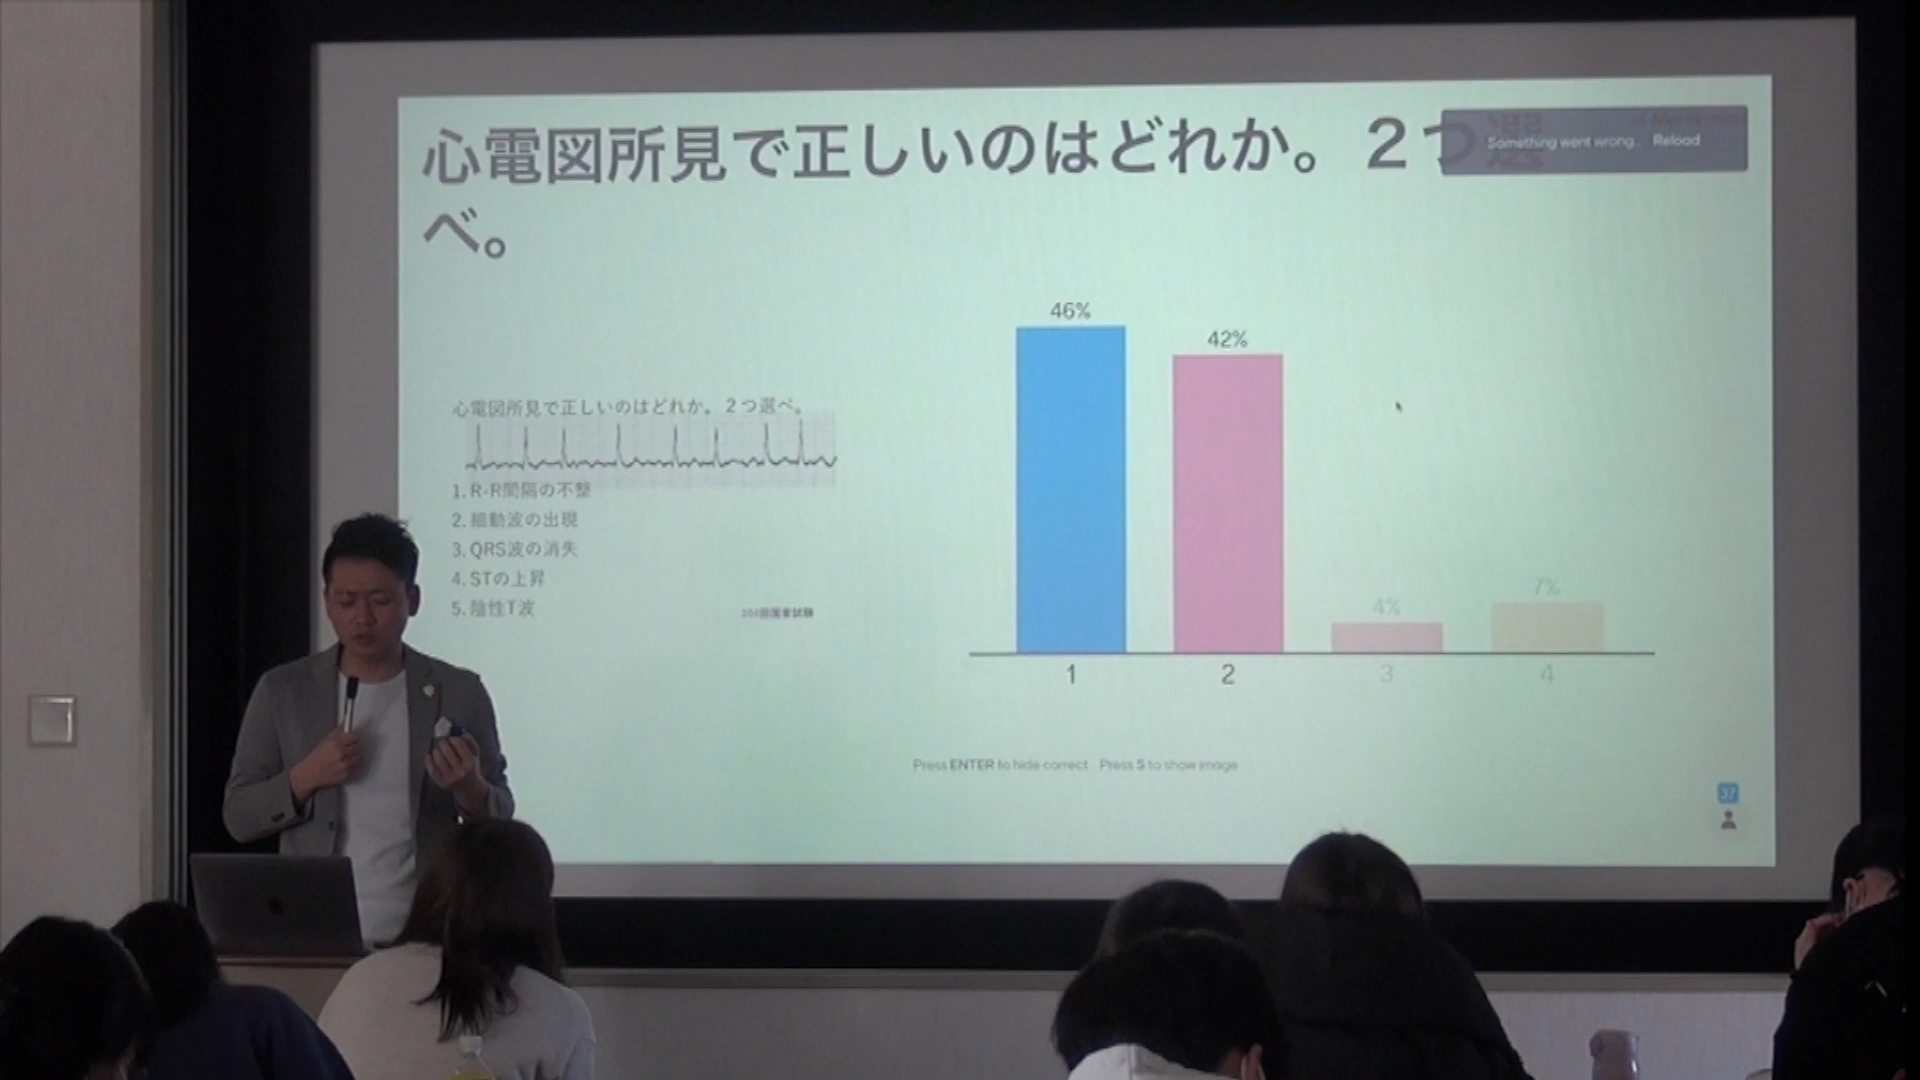 心電図所見で正しいのはどれか。２つ選
べ。
Something went wrong. Reload
心電図所見で正しいのはどれか。２つ選べ。
1. R-R間隔の不整
2. 細動波の出現
3. QRS波の消失
4. STの上昇
5. 陰性T波
国家試験
46%
42%
4%
7%
1
2
3
4
Press ENTER to hide correct Press S to show image
37